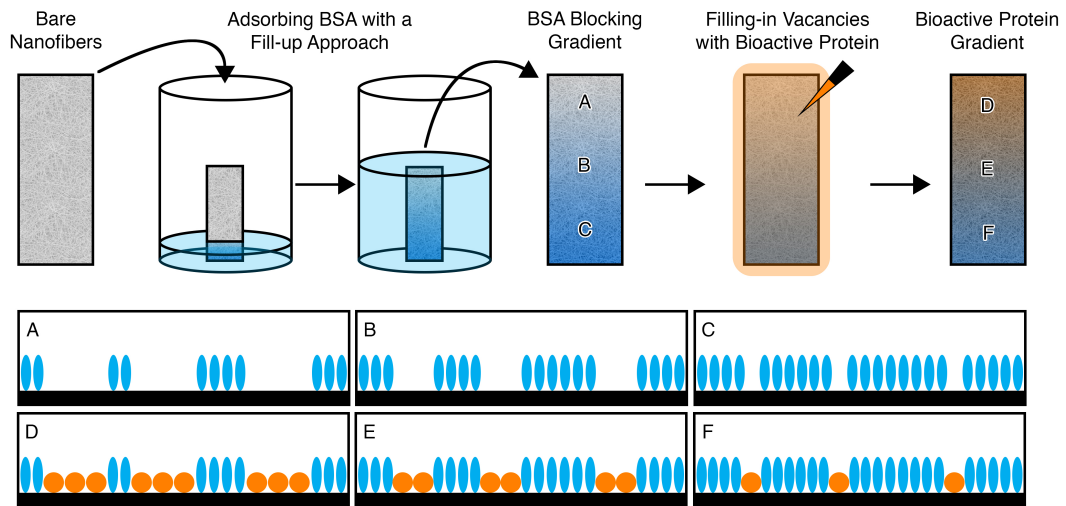 Bare
Nanofibers
Adsorbing BSA with a
Fill-up Approach
BSA Blocking
Gradient
Filling-in Vacancies
with Bioactive Protein
Bioactive Protein
Gradient
A
B
C
D
E
F
A
B
C
D
E
F